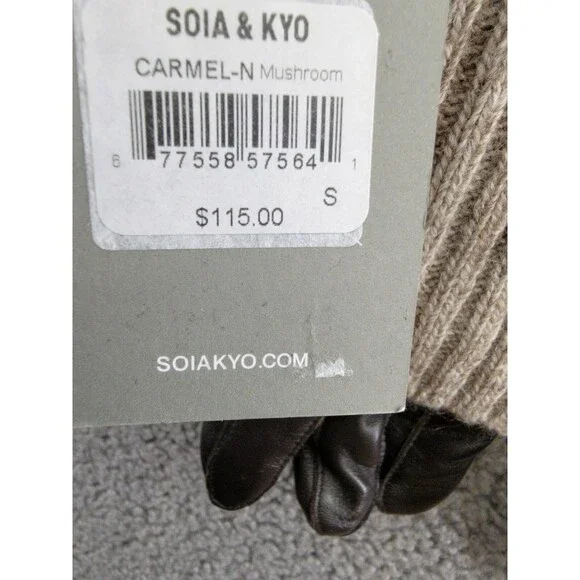 SOIA & KYO
CARMEL-N Mushroom
6 77558 57564 1
S
$115.00
SOIAKYO.COM